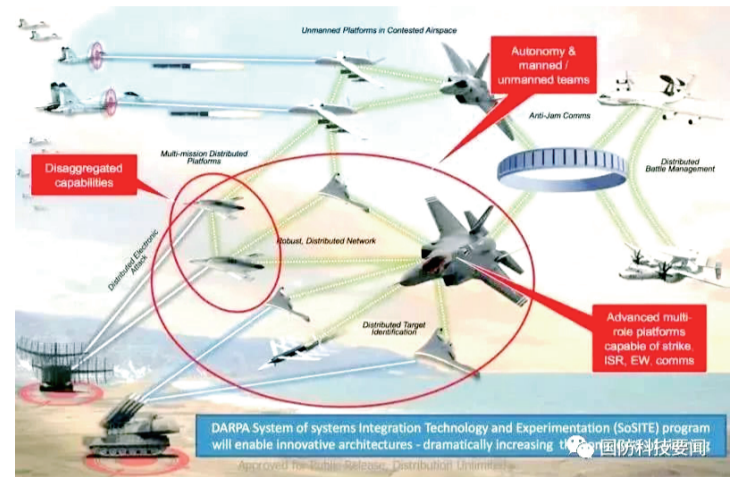 Unmanned Platforms in Contested Airspace
Autonomy &
manned /
unmanned teams
Anti-Jam Comms
Multi-mission Distributed
Platforms
Distributed
Battle Management
Disaggregated
capabilities
Robust, Distributed Network
Distributed Electronic
Attack
Distributed Target
Identification
Advanced multi-
role platforms
capable of strike,
ISR, EW, comms
DARPA System of systems Integration Technology and Experimentation (SoSITE) program
will enable innovative architectures - dramatically increasing
国防科技要闻
Approved for Public Release, Distribution Unlimited